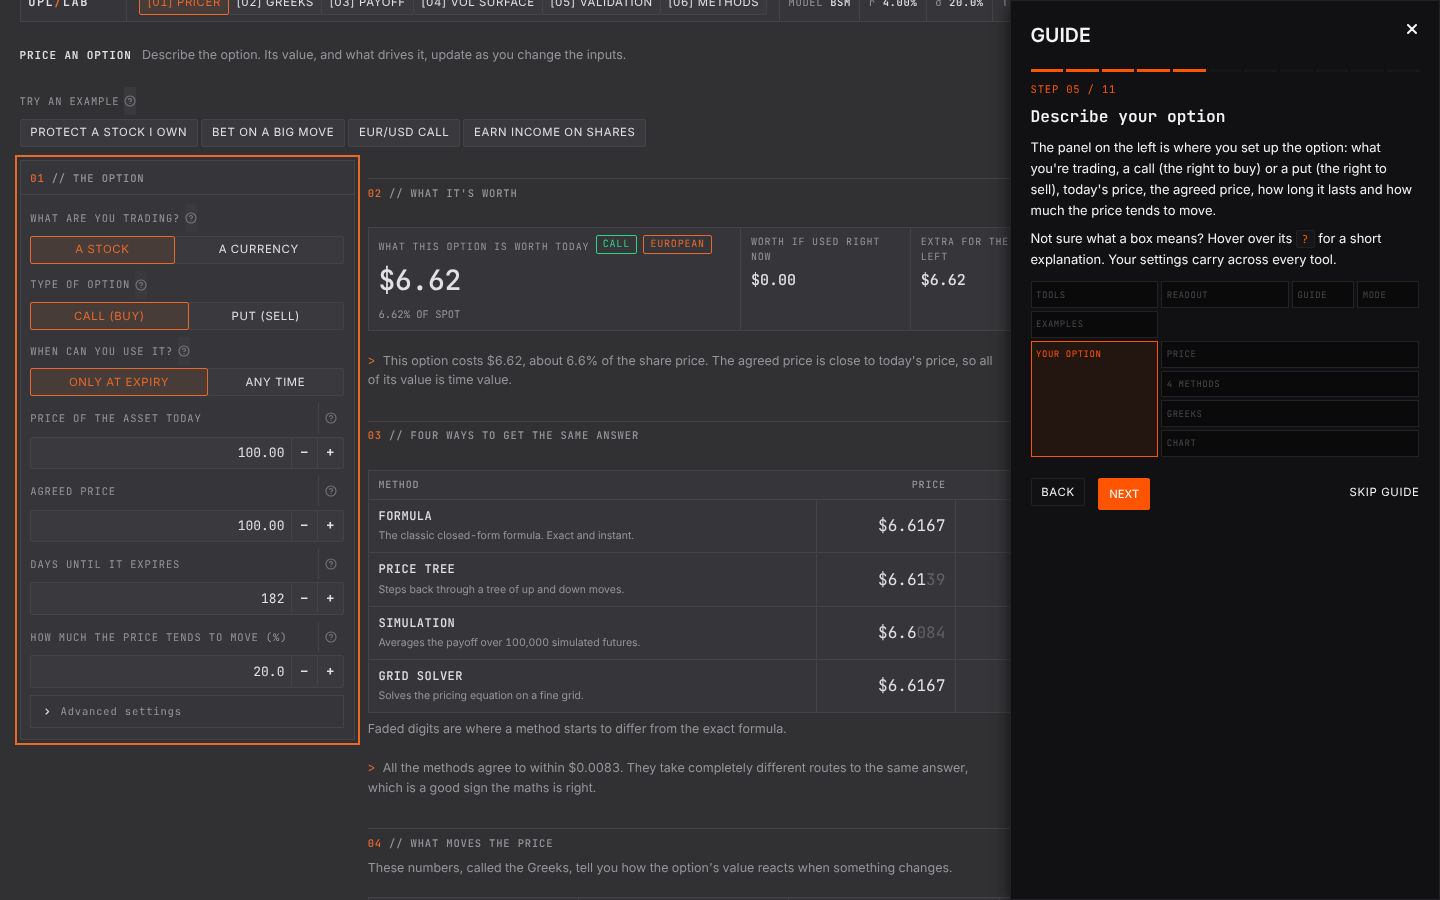 OPL/LAB
[01] PRICER
[02] GREEKS
[03] PAYOFF
[04] VOL SURFACE
[05] VALIDATION
[06] METHODS
MODEL BSM
r 4.00%
σ 20.0%
PRICE AN OPTION Describe the option. Its value, and what drives it, update as you change the inputs.
TRY AN EXAMPLE ?
PROTECT A STOCK I OWN
BET ON A BIG MOVE
EUR/USD CALL
EARN INCOME ON SHARES
01 // THE OPTION
WHAT ARE YOU TRADING? ?
A STOCK
A CURRENCY
TYPE OF OPTION ?
CALL (BUY)
PUT (SELL)
WHEN CAN YOU USE IT? ?
ONLY AT EXPIRY
ANY TIME
PRICE OF THE ASSET TODAY ?
100.00 − +
AGREED PRICE ?
100.00 − +
DAYS UNTIL IT EXPIRES ?
182 − +
HOW MUCH THE PRICE TENDS TO MOVE (%) ?
20.0 − +
> Advanced settings
02 // WHAT IT'S WORTH
WHAT THIS OPTION IS WORTH TODAY CALL EUROPEAN
$6.62
6.62% OF SPOT
WORTH IF USED RIGHT
NOW
$0.00
EXTRA FOR THE
LEFT
$6.62
> This option costs $6.62, about 6.6% of the share price. The agreed price is close to today's price, so all
of its value is time value.
03 // FOUR WAYS TO GET THE SAME ANSWER
METHOD PRICE
FORMULA
The classic closed-form formula. Exact and instant.
$6.6167
PRICE TREE
Steps back through a tree of up and down moves.
$6.6139
SIMULATION
Averages the payoff over 100,000 simulated futures.
$6.6084
GRID SOLVER
Solves the pricing equation on a fine grid.
$6.6167
Faded digits are where a method starts to differ from the exact formula.
> All the methods agree to within $0.0083. They take completely different routes to the same answer,
which is a good sign the maths is right.
04 // WHAT MOVES THE PRICE
These numbers, called the Greeks, tell you how the option's value reacts when something changes.
GUIDE
STEP 05 / 11
Describe your option
The panel on the left is where you set up the option: what
you're trading, a call (the right to buy) or a put (the right to
sell), today's price, the agreed price, how long it lasts and how
much the price tends to move.
Not sure what a box means? Hover over its ? for a short
explanation. Your settings carry across every tool.
TOOLS
READOUT
GUIDE
MODE
EXAMPLES
YOUR OPTION
PRICE
4 METHODS
GREEKS
CHART
BACK
NEXT
SKIP GUIDE